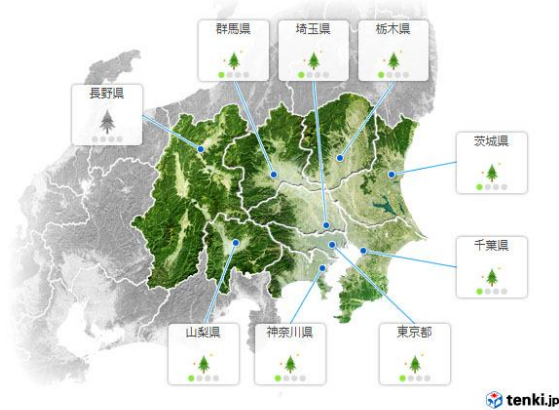 群馬県
埼玉県
栃木県
長野県
茨城県
千葉県
山梨県
神奈川県
東京都
tenki.jp